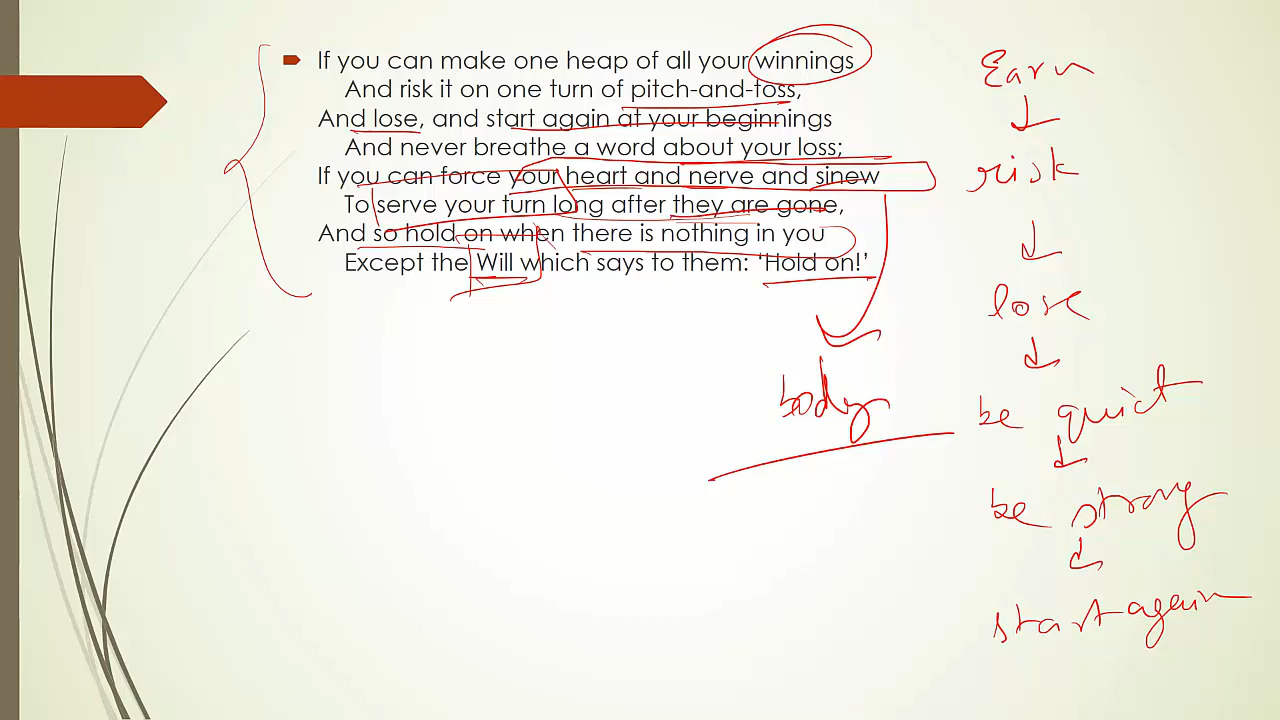 If you can make one heap of all your winnings
And risk it on one turn of pitch-and-toss,
And lose, and start again at your beginnings
And never breathe a word about your loss;
If you can force your heart and nerve and sinew
To serve your turn long after they are gone,
And so hold on when there is nothing in you
Except the Will which says to them: ‘Hold on!’
body
Earn
risk
lose
be quiet
be strong
start again